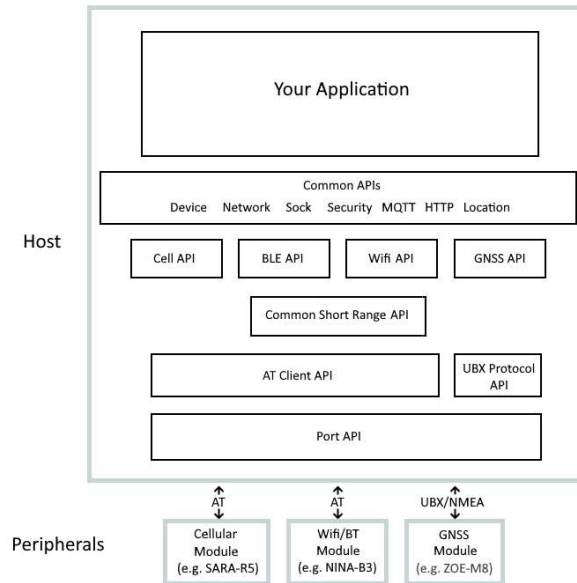 Your Application
Common APIs
Device Network Sock Security MQTT HTTP Location
Host
Cell API
BLE API
Wifi API
GNSS API
Common Short Range API
AT Client API
UBX Protocol
API
Port API
AT
AT
UBX/NMEA
Peripherals
Cellular
Module
(e.g. SARA-R5)
Wifi/BT
Module
(e.g. NINA-B3)
GNSS
Module
(e.g. ZOE-M8)